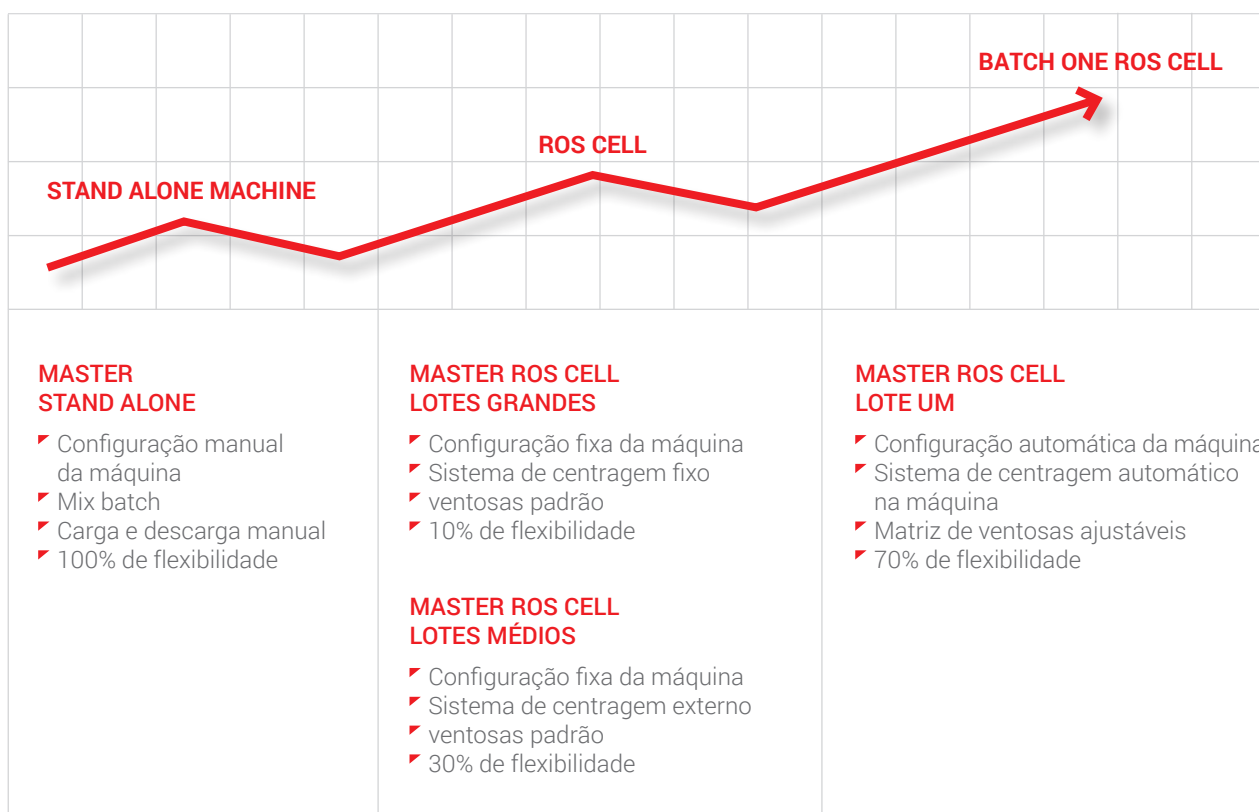 BATCH ONE ROS CELL
ROS CELL
STAND ALONE MACHINE
MASTER
STAND ALONE
Configuração manual
da máquina
Mix batch
Carga e descarga manual
100% de flexibilidade
MASTER ROS CELL
LOTES GRANDES
Configuração fixa da máquina
Sistema de centragem fixo
ventosas padrão
10% de flexibilidade
MASTER ROS CELL
LOTES MÉDIOS
Configuração fixa da máquina
Sistema de centragem externo
ventosas padrão
30% de flexibilidade
MASTER ROS CELL
LOTE UM
Configuração automática da máquina
Sistema de centragem automático
na máquina
Matriz de ventosas ajustáveis
70% de flexibilidade